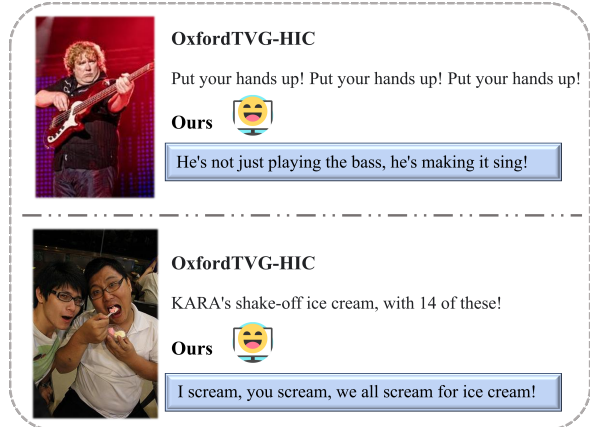 OxfordTVG-HIC
Put your hands up! Put your hands up! Put your hands up!
Ours
He's not just playing the bass, he's making it sing!
OxfordTVG-HIC
KARA's shake-off ice cream, with 14 of these!
Ours
I scream, you scream, we all scream for ice cream!